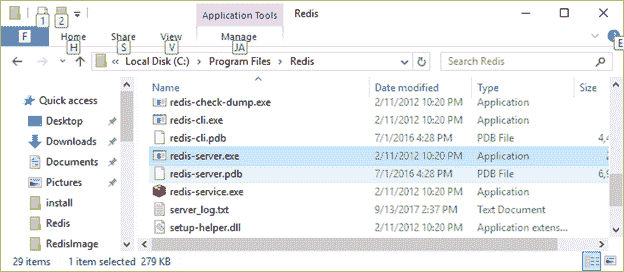 Application Tools Redis
1 2
F Home Share View Manage
H S V JA E
« Local Disk (C:) > Program Files > Redis
Search Redis
Name Date modified Type Size
Quick access
Desktop
Downloads
Documents
Pictures
install
Redis
RedisImage
redis-check-dump.exe 2/11/2012 10:20 PM Application
redis-cli.exe 2/11/2012 10:20 PM Application
redis-cli.pdb 7/1/2016 4:28 PM PDB File 4,4
redis-server.exe 2/11/2012 10:20 PM Application
redis-server.pdb 7/1/2016 4:28 PM PDB File 6,9
redis-service.exe 2/11/2012 10:20 PM Application
server_log.txt 9/13/2017 2:37 PM Text Document
setup-helper.dll 2/11/2012 10:20 PM Application exten...
29 items 1 item selected 279 KB